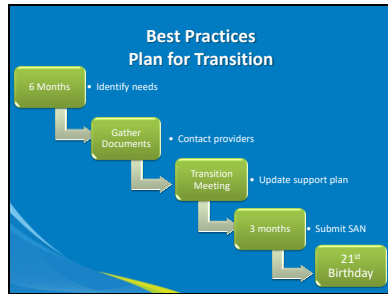 Best Practices
Plan for Transition
6 Months
• Identify needs
Gather
Documents
• Contact providers
Transition
Meeting
• Update support plan
3 months
• Submit SAN
21st
Birthday